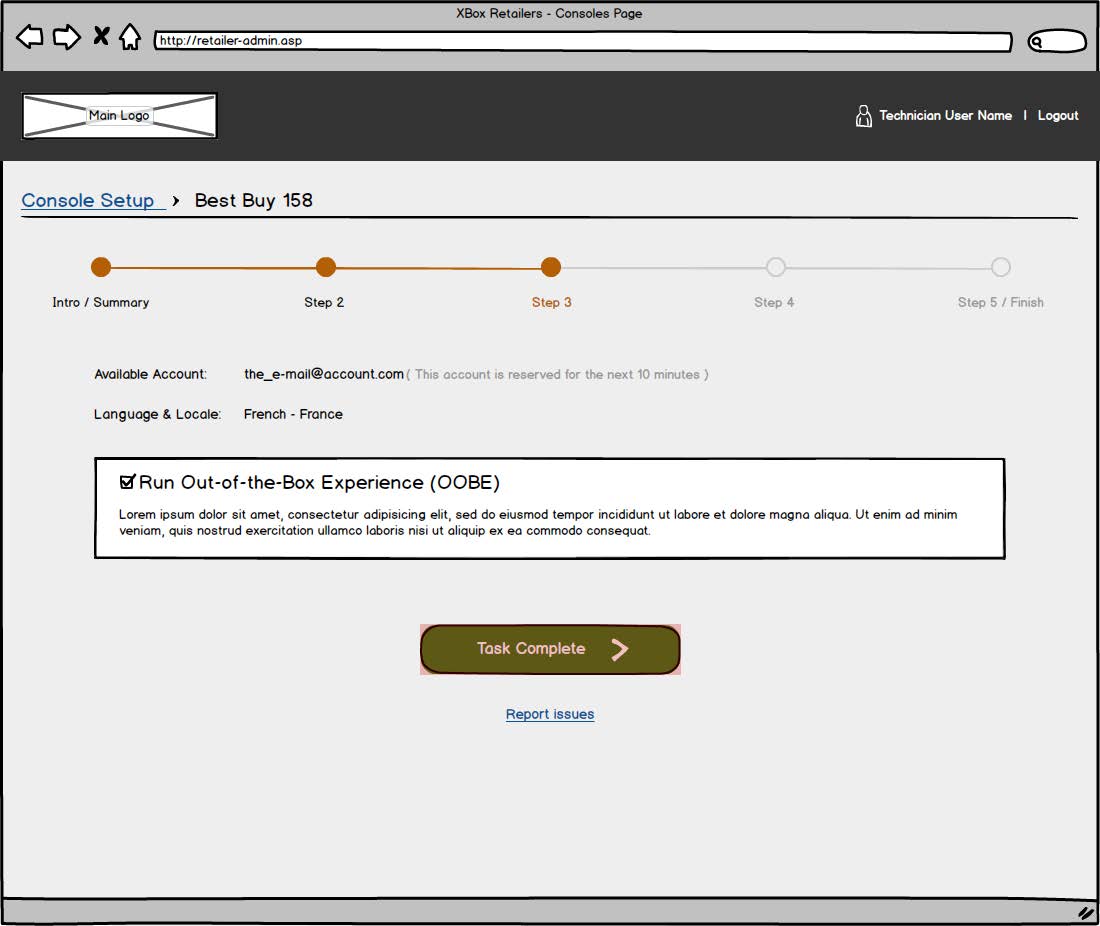 XBox Retailers - Consoles Page
http://retailer-admin.asp
Main Logo
Technician User Name | Logout
Console Setup › Best Buy 158
Intro / Summary
Step 2
Step 3
Step 4
Step 5 / Finish
Available Account: the_e-mail@account.com ( This account is reserved for the next 10 minutes )
Language & Locale: French - France
Run Out-of-the-Box Experience (OOBE)
Lorem ipsum dolor sit amet, consectetur adipisicing elit, sed do eiusmod tempor incididunt ut labore et dolore magna aliqua. Ut enim ad minim
veniam, quis nostrud exercitation ullamco laboris nisi ut aliquip ex ea commodo consequat.
Task Complete
Report issues